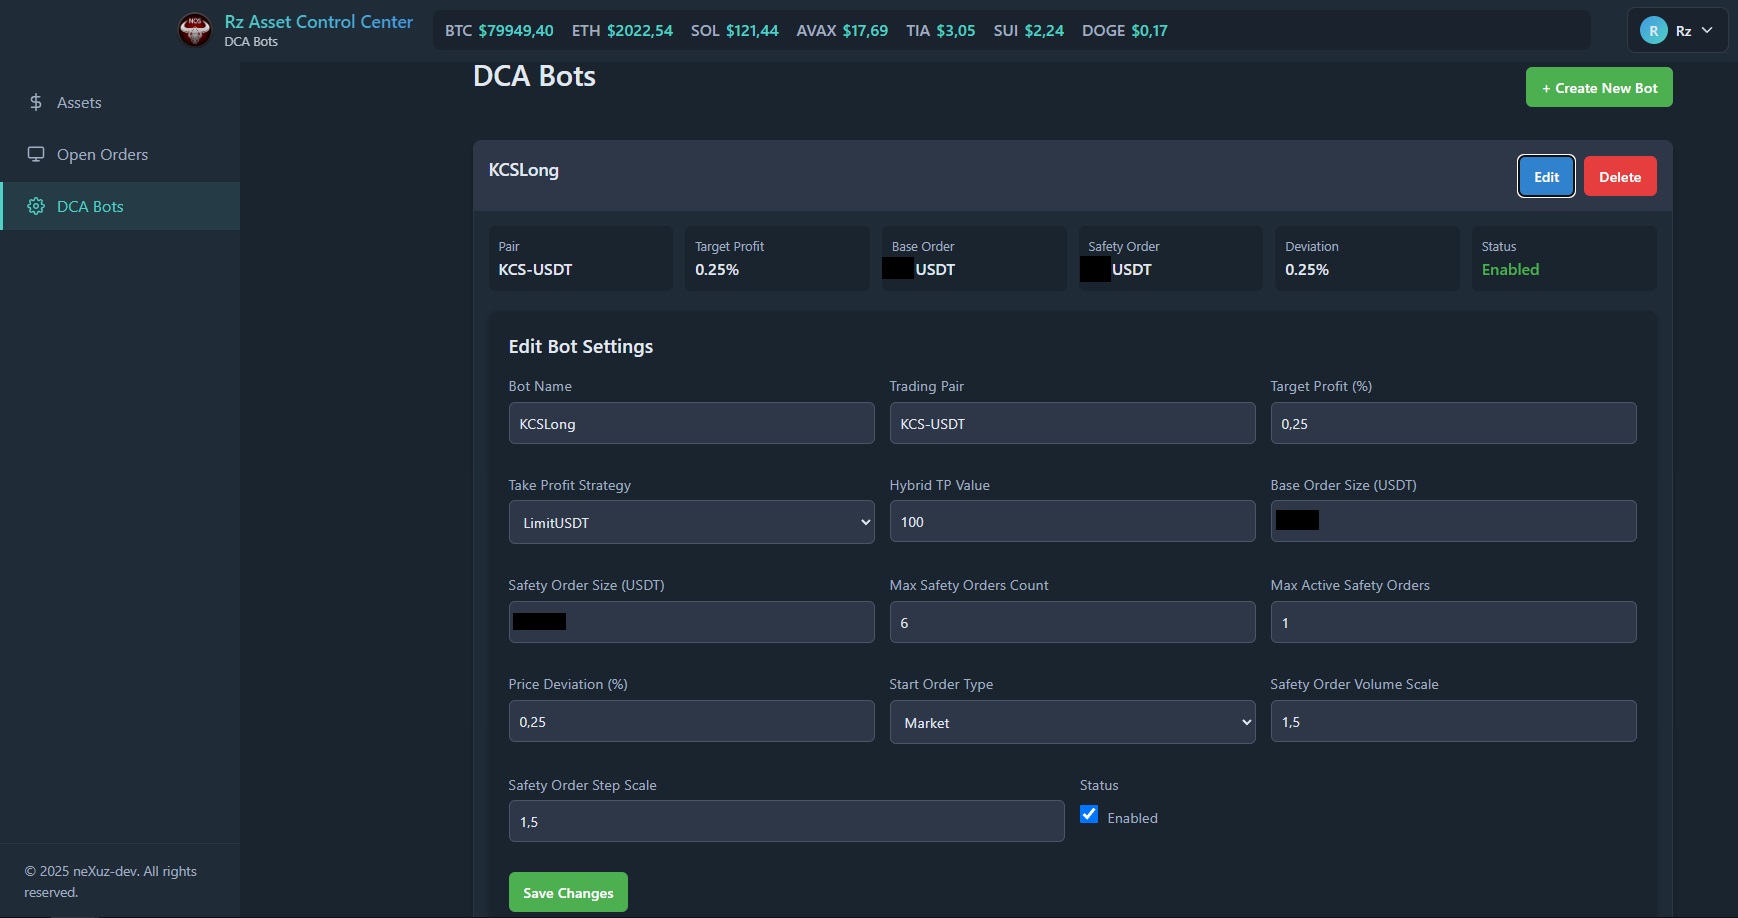 NOS
Rz Asset Control Center
DCA Bots
BTC $79949,40 ETH $2022,54 SOL $121,44 AVAX $17,69 TIA $3,05 SUI $2,24 DOGE $0,17
R Rz
Assets
Open Orders
DCA Bots
DCA Bots
+ Create New Bot
KCSLong
Edit Delete
Pair Target Profit Base Order Safety Order Deviation Status
KCS-USDT 0.25% USDT USDT 0.25% Enabled
Edit Bot Settings
Bot Name Trading Pair Target Profit (%)
KCSLong KCS-USDT 0,25
Take Profit Strategy Hybrid TP Value Base Order Size (USDT)
LimitUSDT 100
Safety Order Size (USDT) Max Safety Orders Count Max Active Safety Orders
6 1
Price Deviation (%) Start Order Type Safety Order Volume Scale
0,25 Market 1,5
Safety Order Step Scale Status
1,5 Enabled
Save Changes
© 2025 neXuz-dev. All rights
reserved.